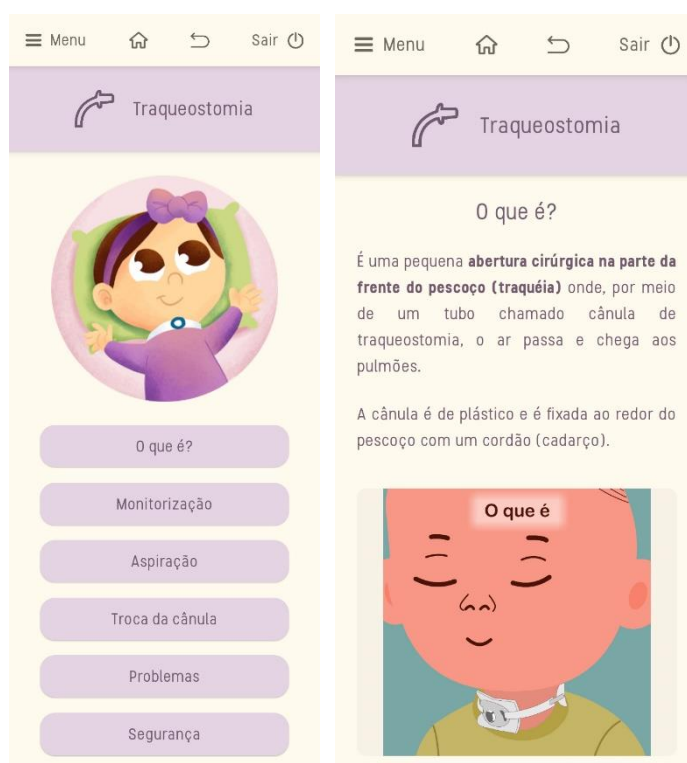 Menu
Sair
Traqueostomia
O que é?
Monitorização
Aspiração
Troca da cânula
Problemas
Segurança
Menu
Sair
Traqueostomia
O que é?
É uma pequena abertura cirúrgica na parte da
frente do pescoço (traquéia) onde, por meio
de um tubo chamado cânula de
traqueostomia, o ar passa e chega aos
pulmões.
A cânula é de plástico e é fixada ao redor do
pescoço com um cordão (cadarço).
O que é